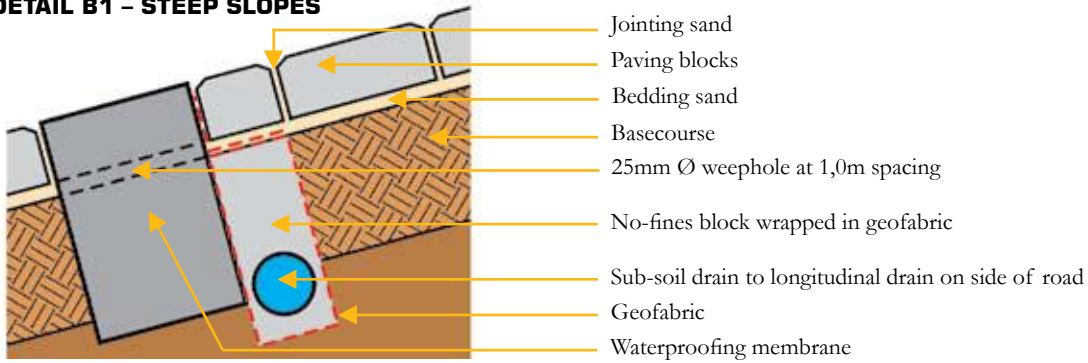 DETAIL B1 – STEEP SLOPES
Jointing sand
Paving blocks
Bedding sand
Basecourse
25mm Ø weephole at 1,0m spacing
No-fines block wrapped in geofabric
Sub-soil drain to longitudinal drain on side of road
Geofabric
Waterproofing membrane